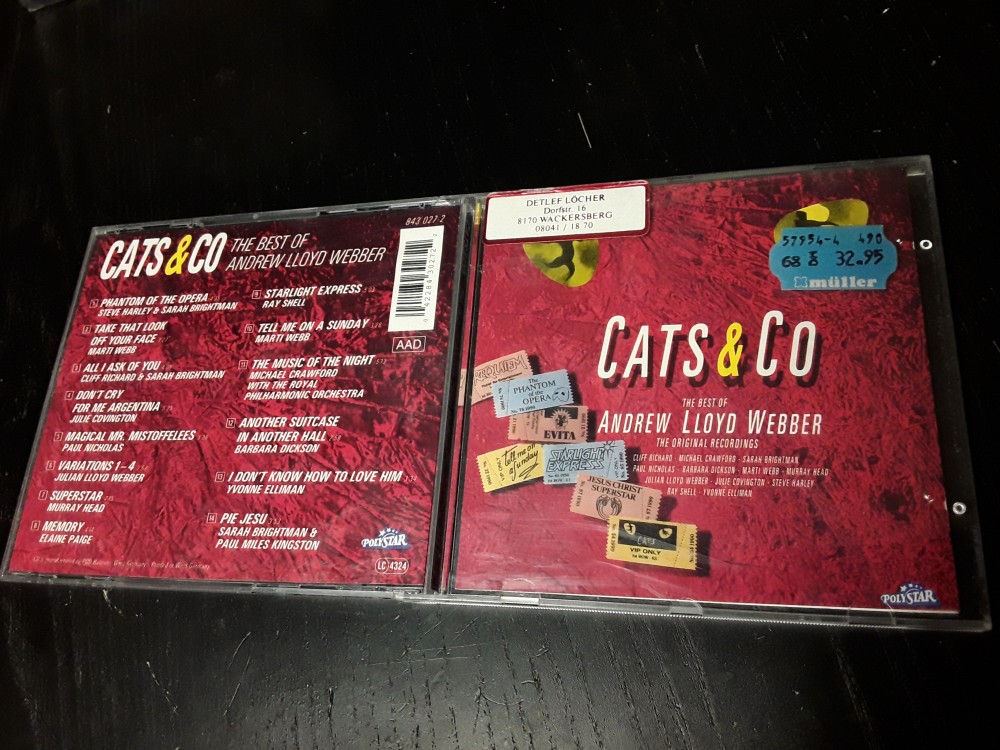 843 027-2
CATS & CO THE BEST OF
ANDREW LLOYD WEBBER
1 PHANTOM OF THE OPERA
STEVE HARLEY & SARAH BRIGHTMAN
2 TAKE THAT LOOK
OFF YOUR FACE
MARTI WEBB
3 ALL I ASK OF YOU
CLIFF RICHARD & SARAH BRIGHTMAN
4 DON'T CRY
FOR ME ARGENTINA
JULIE COVINGTON
5 MAGICAL MR. MISTOFFELEES
PAUL NICHOLAS
6 VARIATIONS 1-4
JULIAN LLOYD WEBBER
7 SUPERSTAR
MURRAY HEAD
8 MEMORY
ELAINE PAIGE
9 STARLIGHT EXPRESS
RAY SHELL
10 TELL ME ON A SUNDAY
MARTI WEBB
11 THE MUSIC OF THE NIGHT
MICHAEL CRAWFORD
WITH THE ROYAL
PHILHARMONIC ORCHESTRA
12 ANOTHER SUITCASE
IN ANOTHER HALL
BARBARA DICKSON
13 I DON'T KNOW HOW TO LOVE HIM
YVONNE ELLIMAN
14 PIE JESU
SARAH BRIGHTMAN &
PAUL MILES KINGSTON
AAD
POLYSTAR
LC 4324
DETLEF LÖCHER
Dorfstr. 16
8170 WACKERSBERG
08041 / 18 70
57954-4 490
32.95
müller
CATS & CO
THE BEST OF
ANDREW LLOYD WEBBER
THE ORIGINAL RECORDINGS
CLIFF RICHARD · MICHAEL CRAWFORD · SARAH BRIGHTMAN
PAUL NICHOLAS · BARBARA DICKSON · MARTI WEBB · MURRAY HEAD
JULIAN LLOYD WEBBER · JULIE COVINGTON · STEVE HARLEY
RAY SHELL · YVONNE ELLIMAN
REQUIEM
The
PHANTOM
of the
OPERA
EVITA
tell me on
a sunday
STARLIGHT
EXPRESS
JESUS CHRIST
SUPERSTAR
CATS
VIP ONLY
POLYSTAR